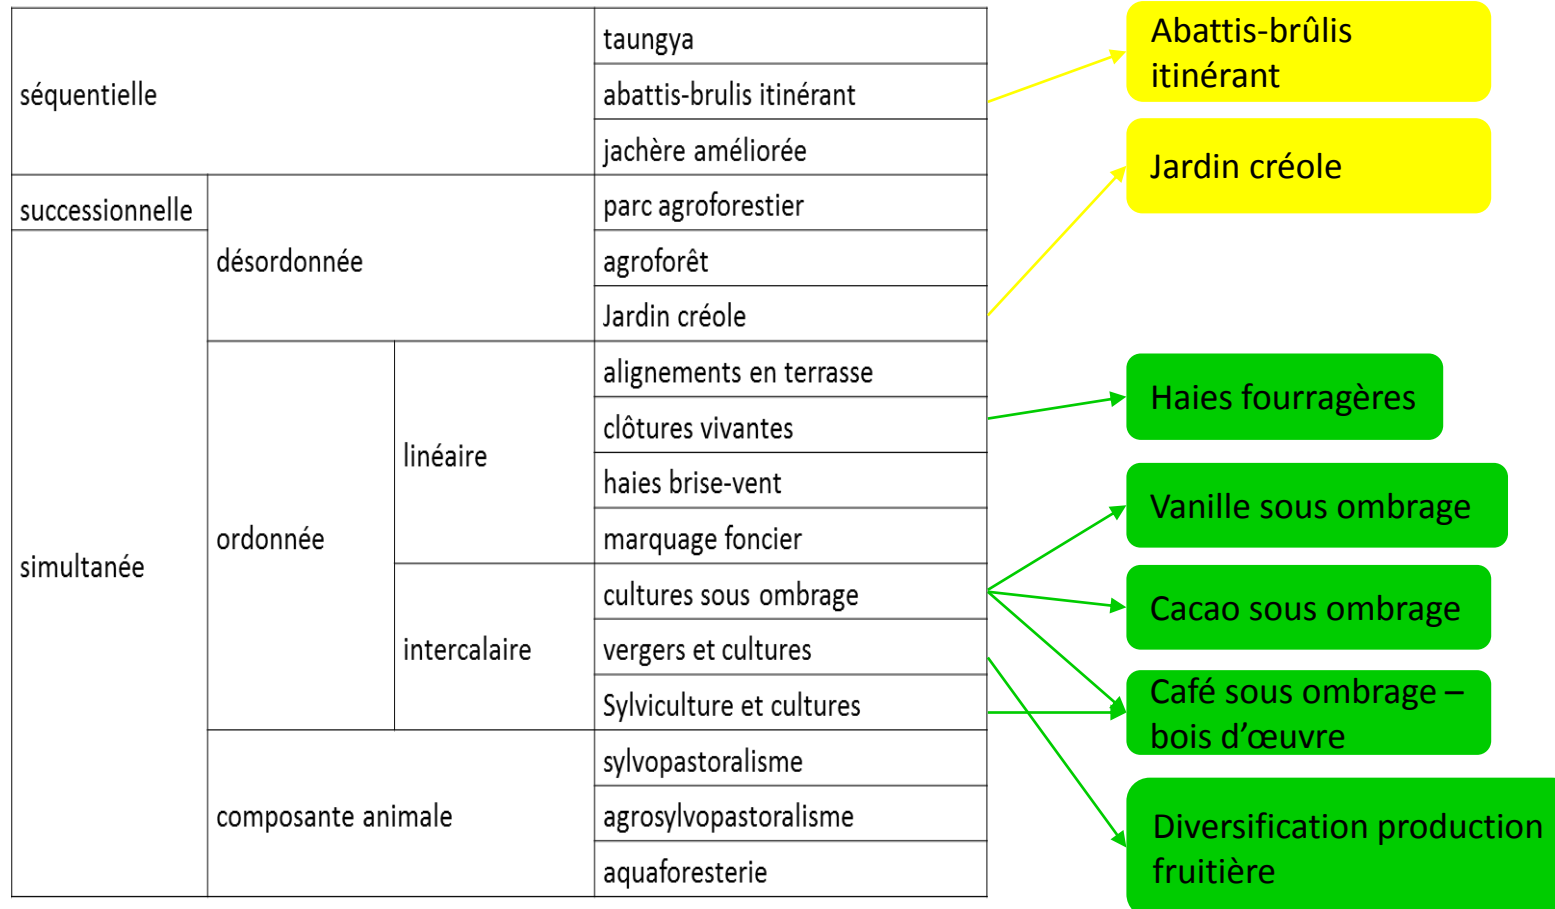 séquentielle
taungya
abattis-brulis itinérant
jachère améliorée
successionnelle
désordonnée
parc agroforestier
agroforêt
Jardin créole
simultanée
ordonnée
linéaire
alignements en terrasse
clôtures vivantes
haies brise-vent
marquage foncier
intercalaire
cultures sous ombrage
vergers et cultures
Sylviculture et cultures
composante animale
sylvopastoralisme
agrosylvopastoralisme
aquaforesterie
Abattis-brûlis
itinérant
Jardin créole
Haies fourragères
Vanille sous ombrage
Cacao sous ombrage
Café sous ombrage –
bois d’œuvre
Diversification production
fruitière